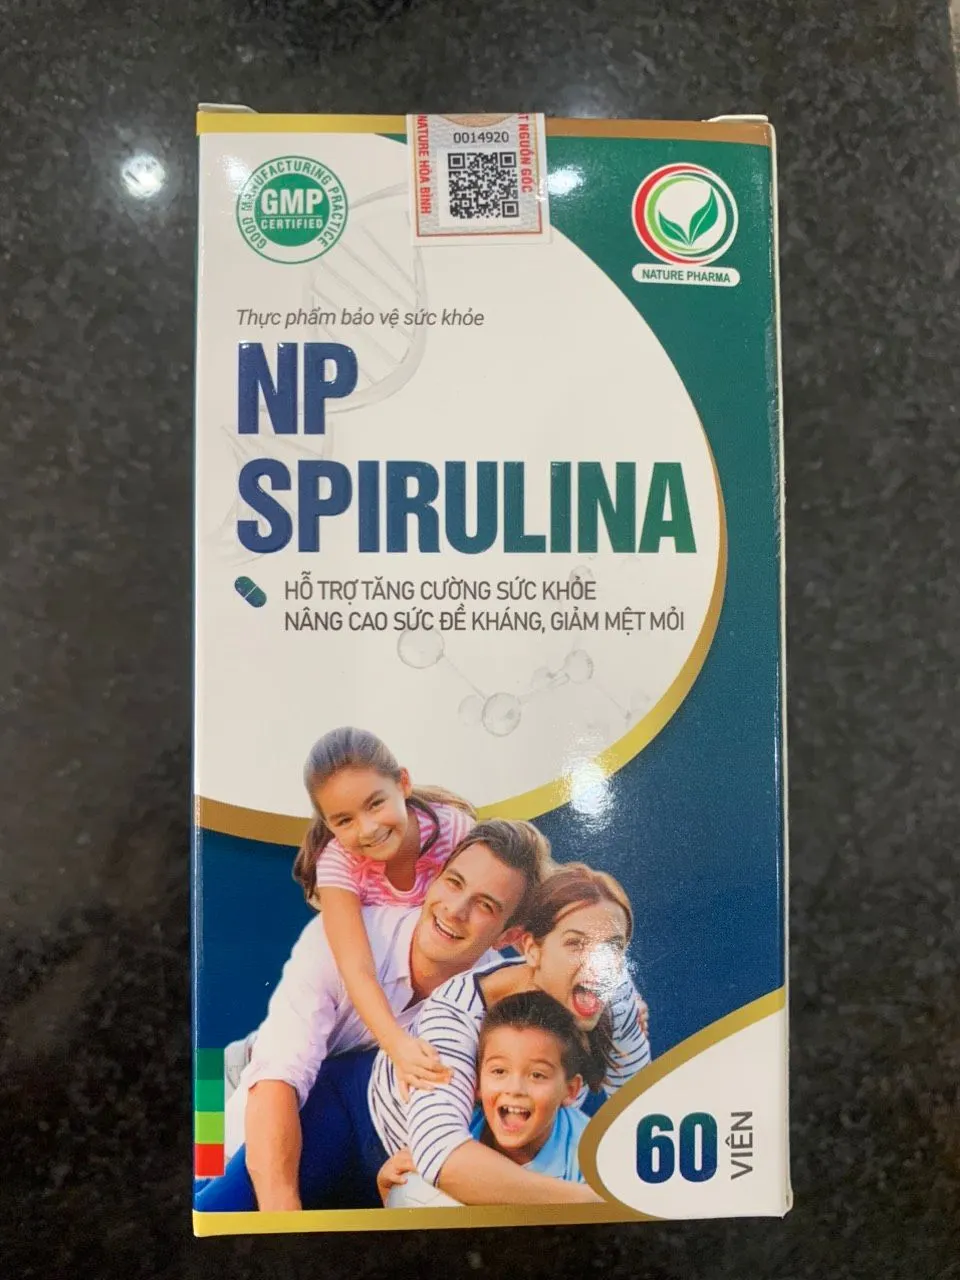 0014920
NATURE HÒA BÌNH
T NGUỒN GỐC
GOOD MANUFACTURING PRACTICE
GMP
CERTIFIED
NATURE PHARMA
Thực phẩm bảo vệ sức khỏe
NP
SPIRULINA
HỖ TRỢ TĂNG CƯỜNG SỨC KHỎE
NÂNG CAO SỨC ĐỀ KHÁNG, GIẢM MỆT MỎI
60
VIÊN